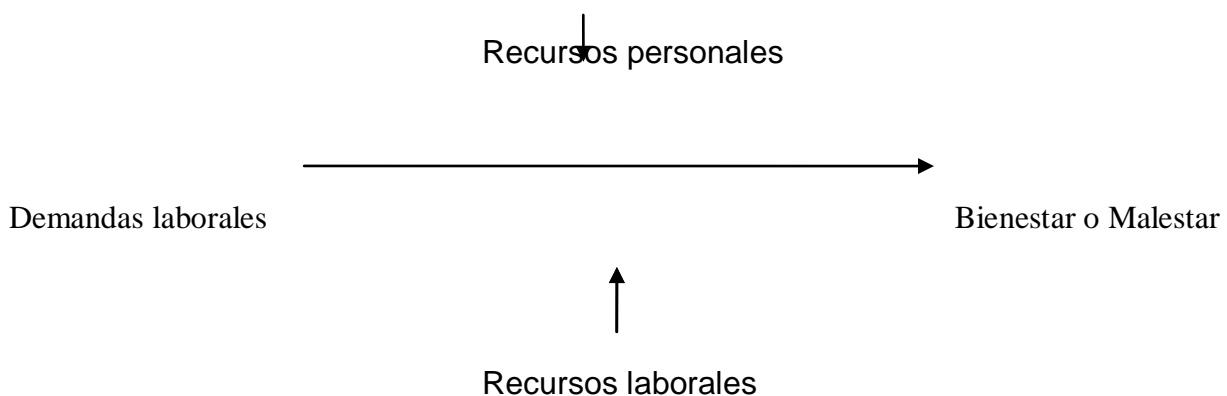 Recursos personales
Demandas laborales
Bienestar o Malestar
Recursos laborales